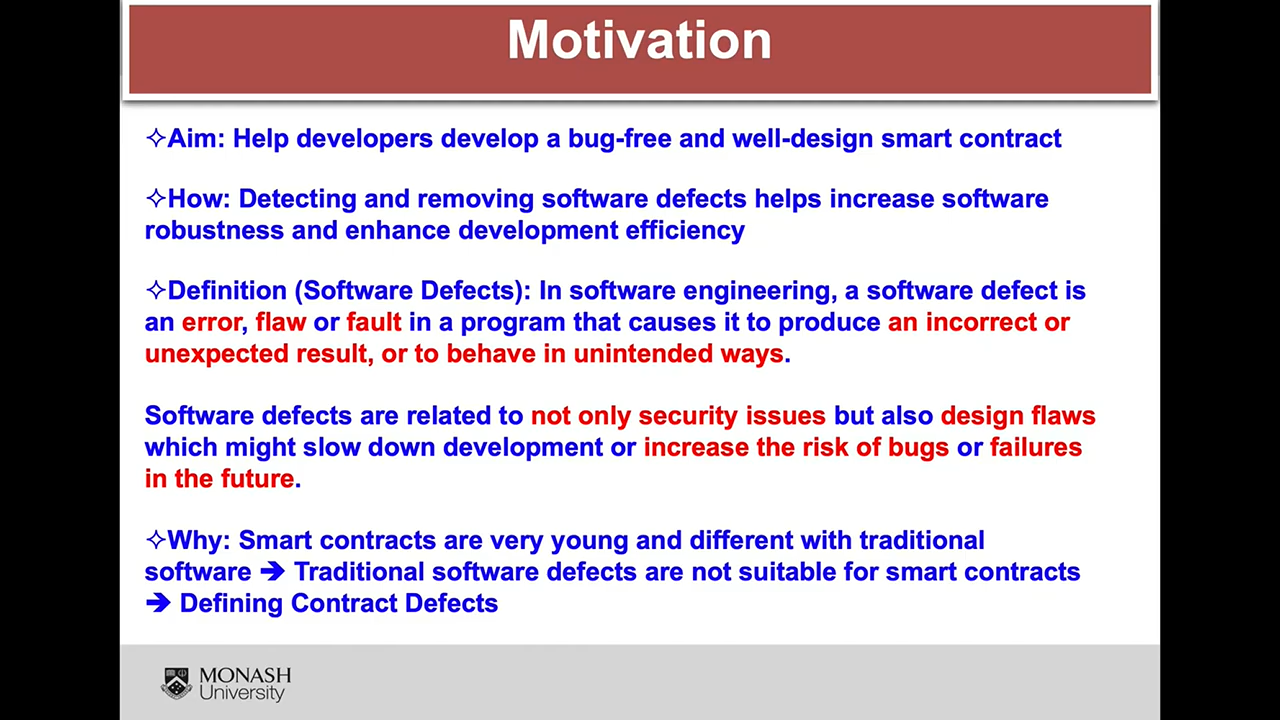 Motivation
✧Aim: Help developers develop a bug-free and well-design smart contract
✧How: Detecting and removing software defects helps increase software
robustness and enhance development efficiency
✧Definition (Software Defects): In software engineering, a software defect is
an error, flaw or fault in a program that causes it to produce an incorrect or
unexpected result, or to behave in unintended ways.
Software defects are related to not only security issues but also design flaws
which might slow down development or increase the risk of bugs or failures
in the future.
✧Why: Smart contracts are very young and different with traditional
software ➔ Traditional software defects are not suitable for smart contracts
➔ Defining Contract Defects
MONASH
University